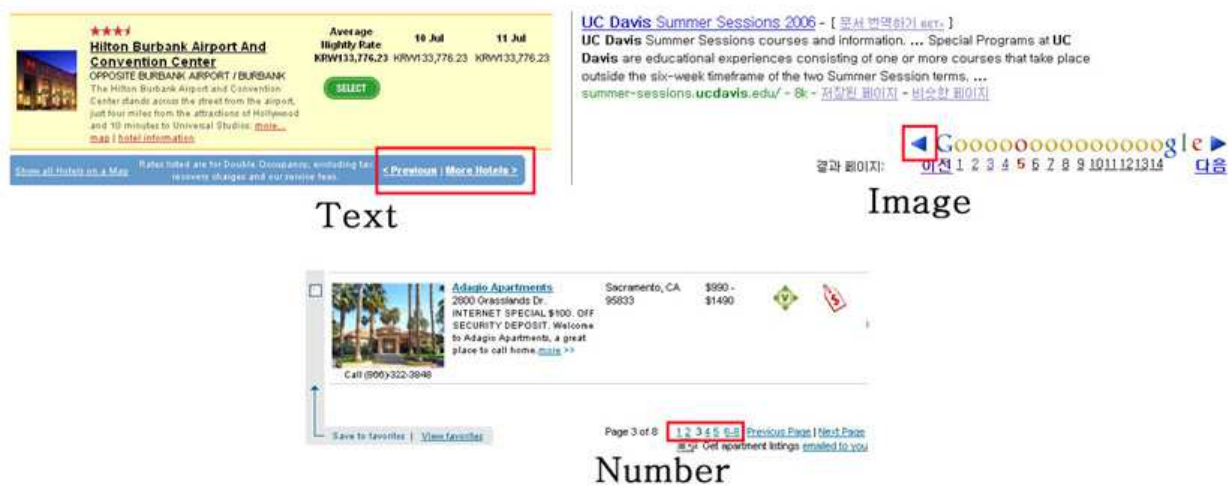 Hilton Burbank Airport And
Convention Center
OPPOSITE BURBANK AIRPORT / BURBANK
The Hilton Burbank Airport and Convention
Center stands across the street from the airport,
just four miles from the attractions of Hollywood
and 10 minutes to Universal Studios. more...
map | hotel information
Average
Nightly Rate
KRW133,776.23
10 Jul
KRW133,776.23
11 Jul
KRW133,776.23
SELECT
Show all Hotels on a Map
Rates listed are for Double Occupancy, excluding tax
recovery charges and our service fees.
< Previous | More Hotels >
Text
UC Davis Summer Sessions 2006 - [ 문서 번역하기 BETA ]
UC Davis Summer Sessions courses and information. ... Special Programs at UC
Davis are educational experiences consisting of one or more courses that take place
outside the six-week timeframe of the two Summer Session terms. ...
summer-sessions.ucdavis.edu/ - 8k - 저장된 페이지 - 비슷한 페이지
Gooooooooooooogle
결과 페이지: 이전 1 2 3 4 5 6 7 8 9 10 11 12 13 14 다음
Image
Adagio Apartments
2800 Grasslands Dr.
INTERNET SPECIAL $100. OFF
SECURITY DEPOSIT. Welcome
to Adagio Apartments, a great
place to call home. more >>
Sacramento, CA
95833
$990 -
$1490
Call (866)-322-3848
Save to favorites | View favorites
Page 3 of 8 1 2 3 4 5 6-8 Previous Page | Next Page
Get apartment listings emailed to you
Number